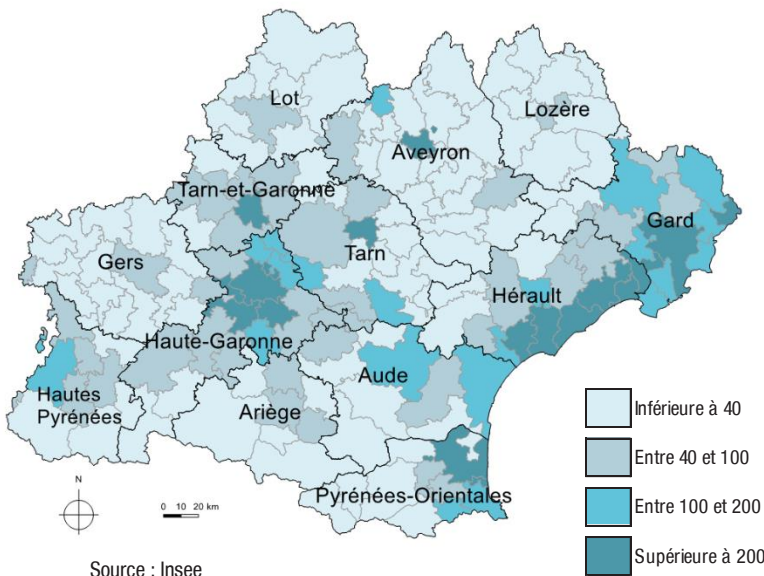 Lot
Lozère
Aveyron
Tarn-et-Garonne
Gard
Tarn
Gers
Hérault
Haute-Garonne
Aude
Hautes
Pyrénées
Ariège
Pyrénées-Orientales
Inférieure à 40
Entre 40 et 100
Entre 100 et 200
Supérieure à 200
N
0 10 20 km
Source : Insee